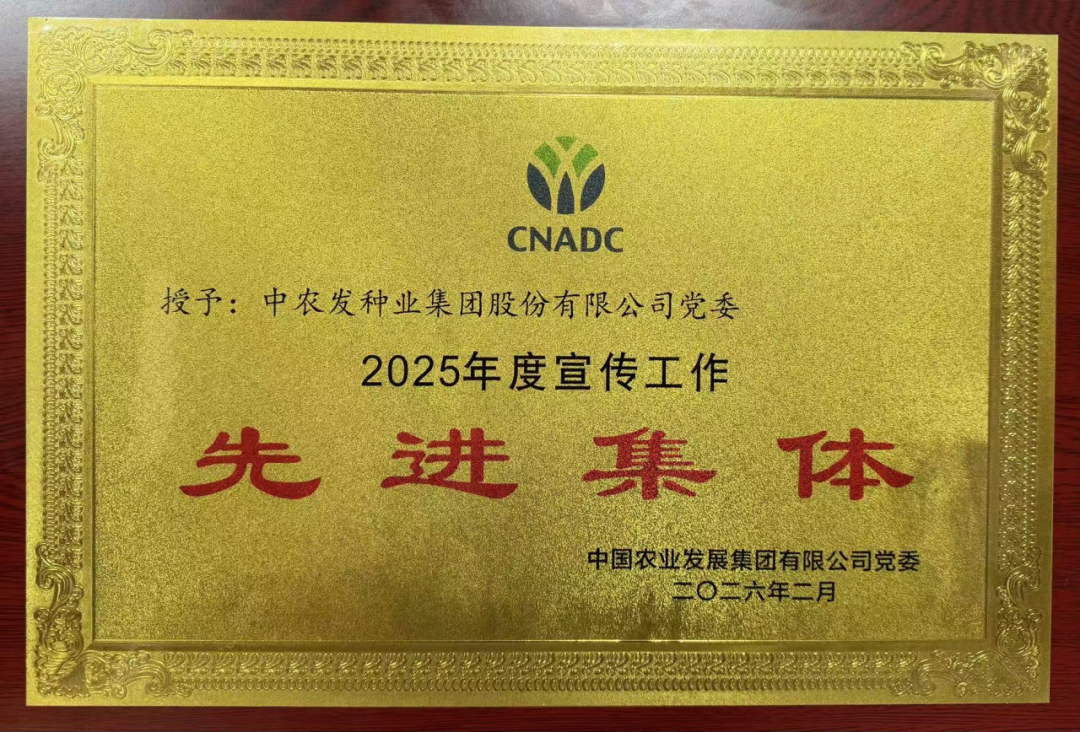 CNADC
授予：中农发种业集团股份有限公司党委
2025年度宣传工作
先进集体
中国农业发展集团有限公司党委
二〇二六年二月